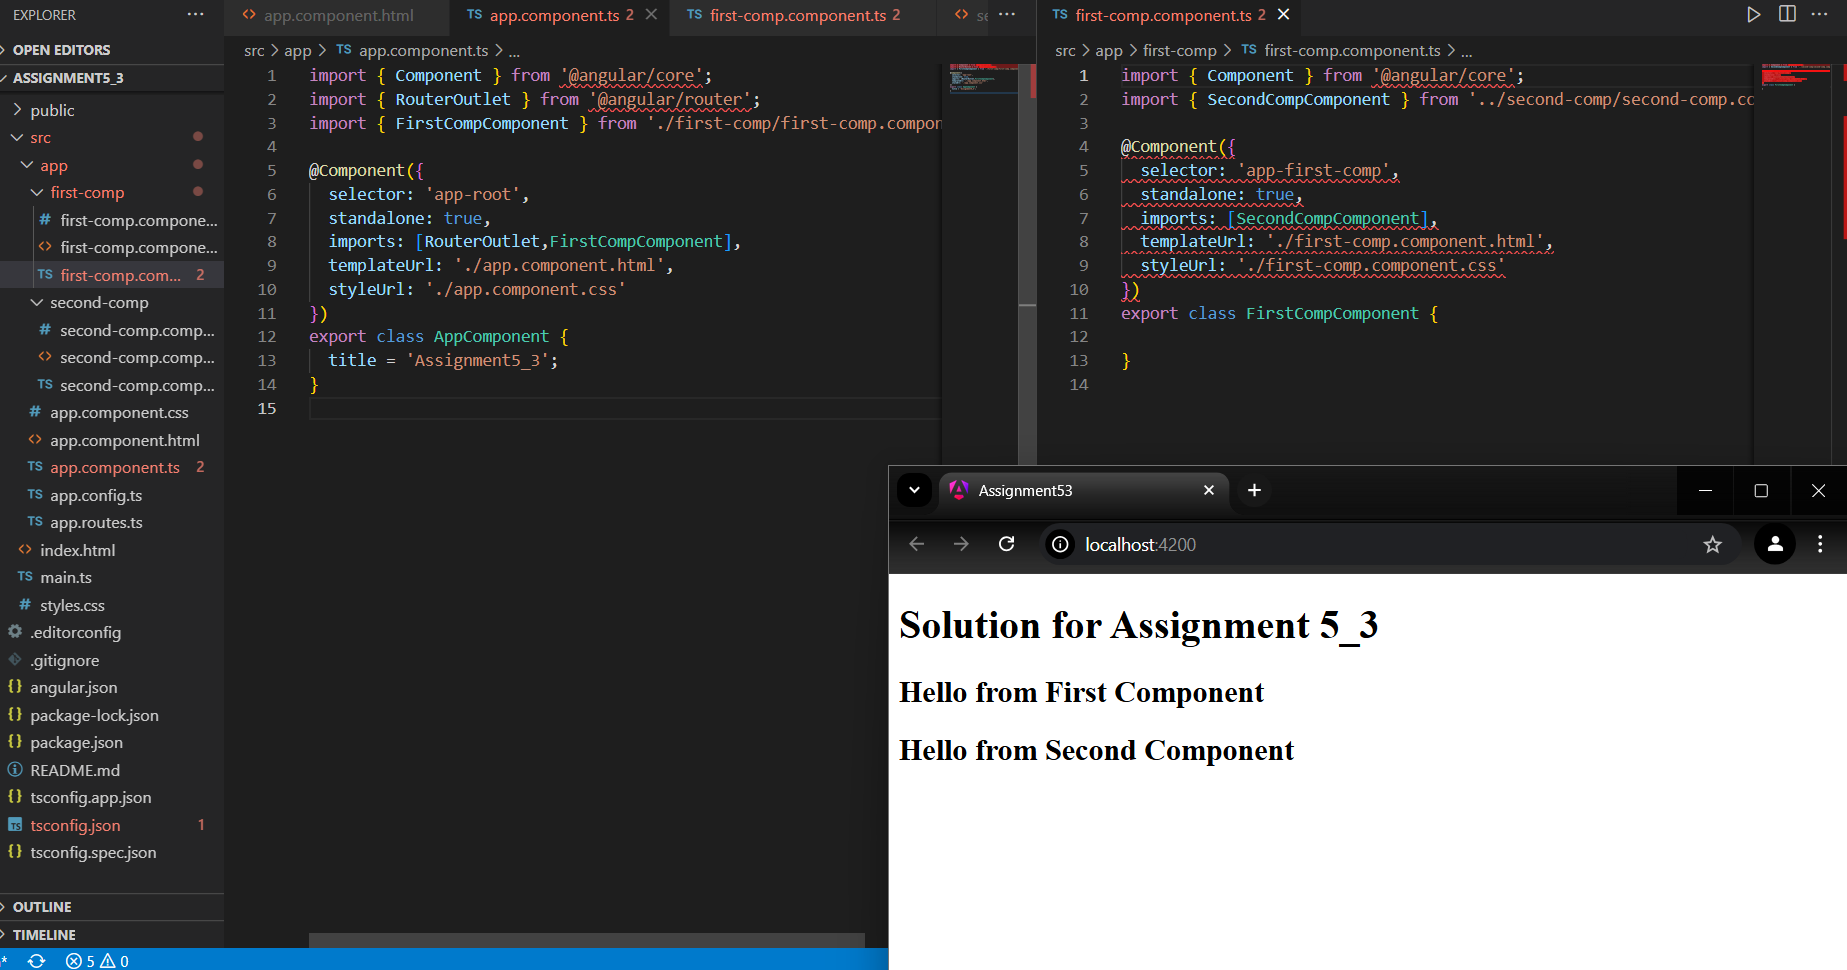 EXPLORER ···
OPEN EDITORS
ASSIGNMENT5_3
public
src
app
first-comp
# first-comp.compone...
<> first-comp.compone...
TS first-comp.com... 2
second-comp
# second-comp.comp...
<> second-comp.comp...
TS second-comp.comp...
# app.component.css
<> app.component.html
TS app.component.ts 2
TS app.config.ts
TS app.routes.ts
<> index.html
TS main.ts
# styles.css
.editorconfig
.gitignore
{} angular.json
{} package-lock.json
{} package.json
README.md
{} tsconfig.app.json
TS tsconfig.json 1
{} tsconfig.spec.json
OUTLINE
TIMELINE
5 0
<> app.component.html TS app.component.ts 2 TS first-comp.component.ts 2 <> ···
src > app > TS app.component.ts > ...
1 import { Component } from '@angular/core';
2 import { RouterOutlet } from '@angular/router';
3 import { FirstCompComponent } from './first-comp/first-comp.compon
4
5 @Component({
6 selector: 'app-root',
7 standalone: true,
8 imports: [RouterOutlet,FirstCompComponent],
9 templateUrl: './app.component.html',
10 styleUrl: './app.component.css'
11 })
12 export class AppComponent {
13 title = 'Assignment5_3';
14 }
15
TS first-comp.component.ts 2 ···
src > app > first-comp > TS first-comp.component.ts > ...
1 import { Component } from '@angular/core';
2 import { SecondCompComponent } from '../second-comp/second-comp.co
3
4 @Component({
5 selector: 'app-first-comp',
6 standalone: true,
7 imports: [SecondCompComponent],
8 templateUrl: './first-comp.component.html',
9 styleUrl: './first-comp.component.css'
10 })
11 export class FirstCompComponent {
12
13 }
14
Assignment53
localhost:4200
Solution for Assignment 5_3
Hello from First Component
Hello from Second Component